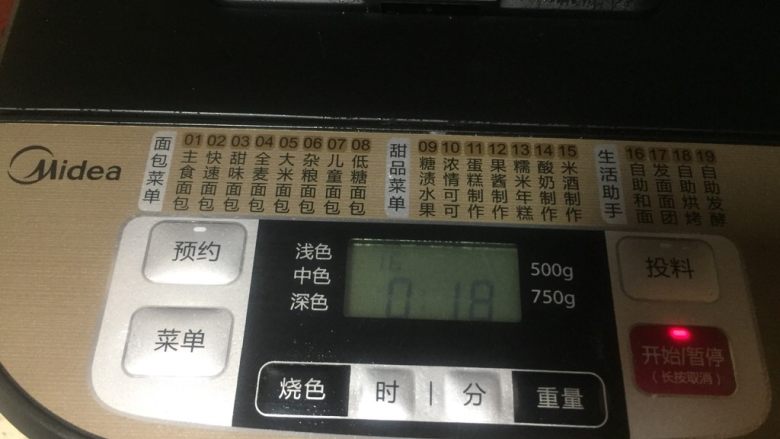 Midea
面包菜单
01 主食面包
02 快速面包
03 甜味面包
04 全麦面包
05 大米面包
06 杂粮面包
07 儿童面包
08 低糖面包
甜品菜单
09 糖渍水果
10 浓情可可
11 蛋糕制作
12 果酱制作
13 糯米年糕
14 酸奶制作
15 米酒制作
生活助手
16 自助和面
17 发面面团
18 自助烘烤
19 自助发酵
预约
菜单
浅色
中色
深色
0 18
500g
750g
投料
开始/暂停
(长按取消)
烧色
时 | 分
重量